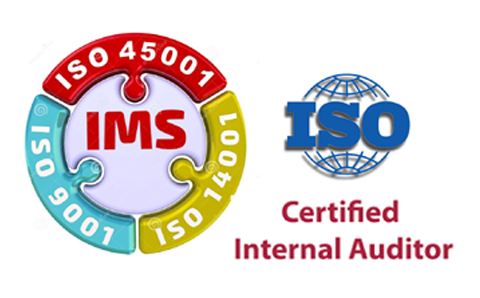 ISO 45001
IMS
ISO 9001
ISO 14001
ISO
Certified
Internal Auditor